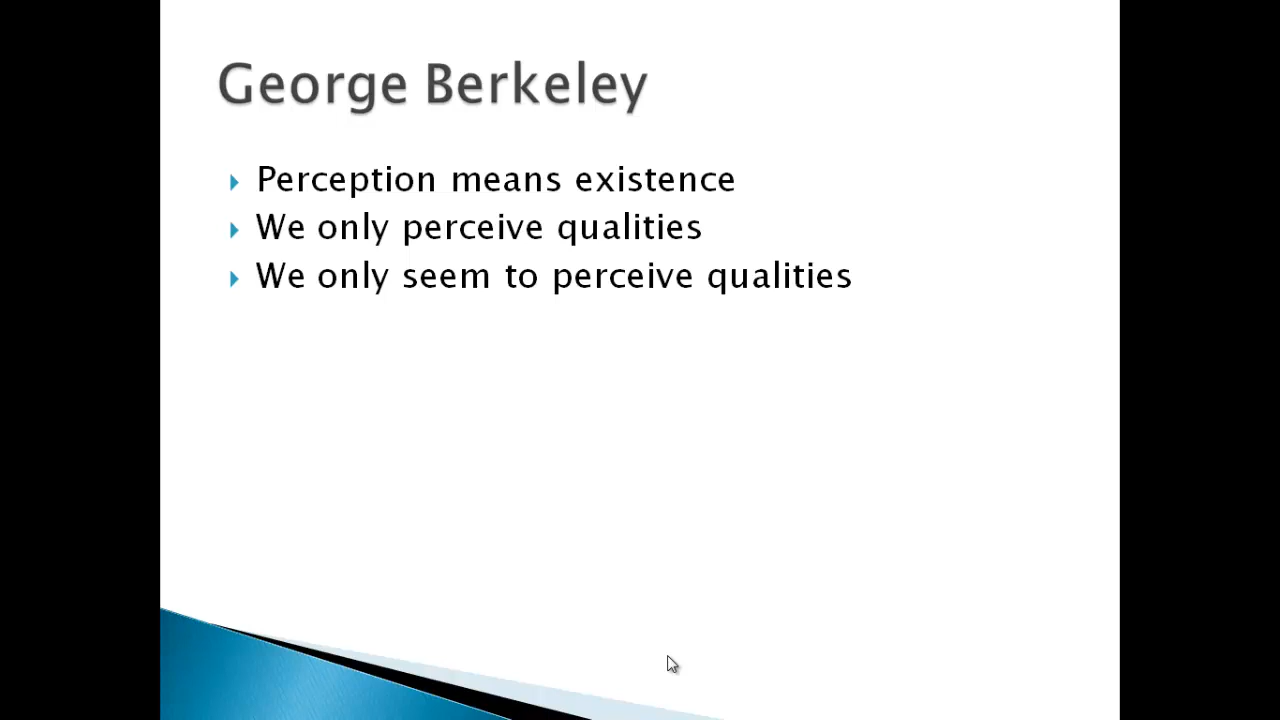 George Berkeley
Perception means existence
We only perceive qualities
We only seem to perceive qualities